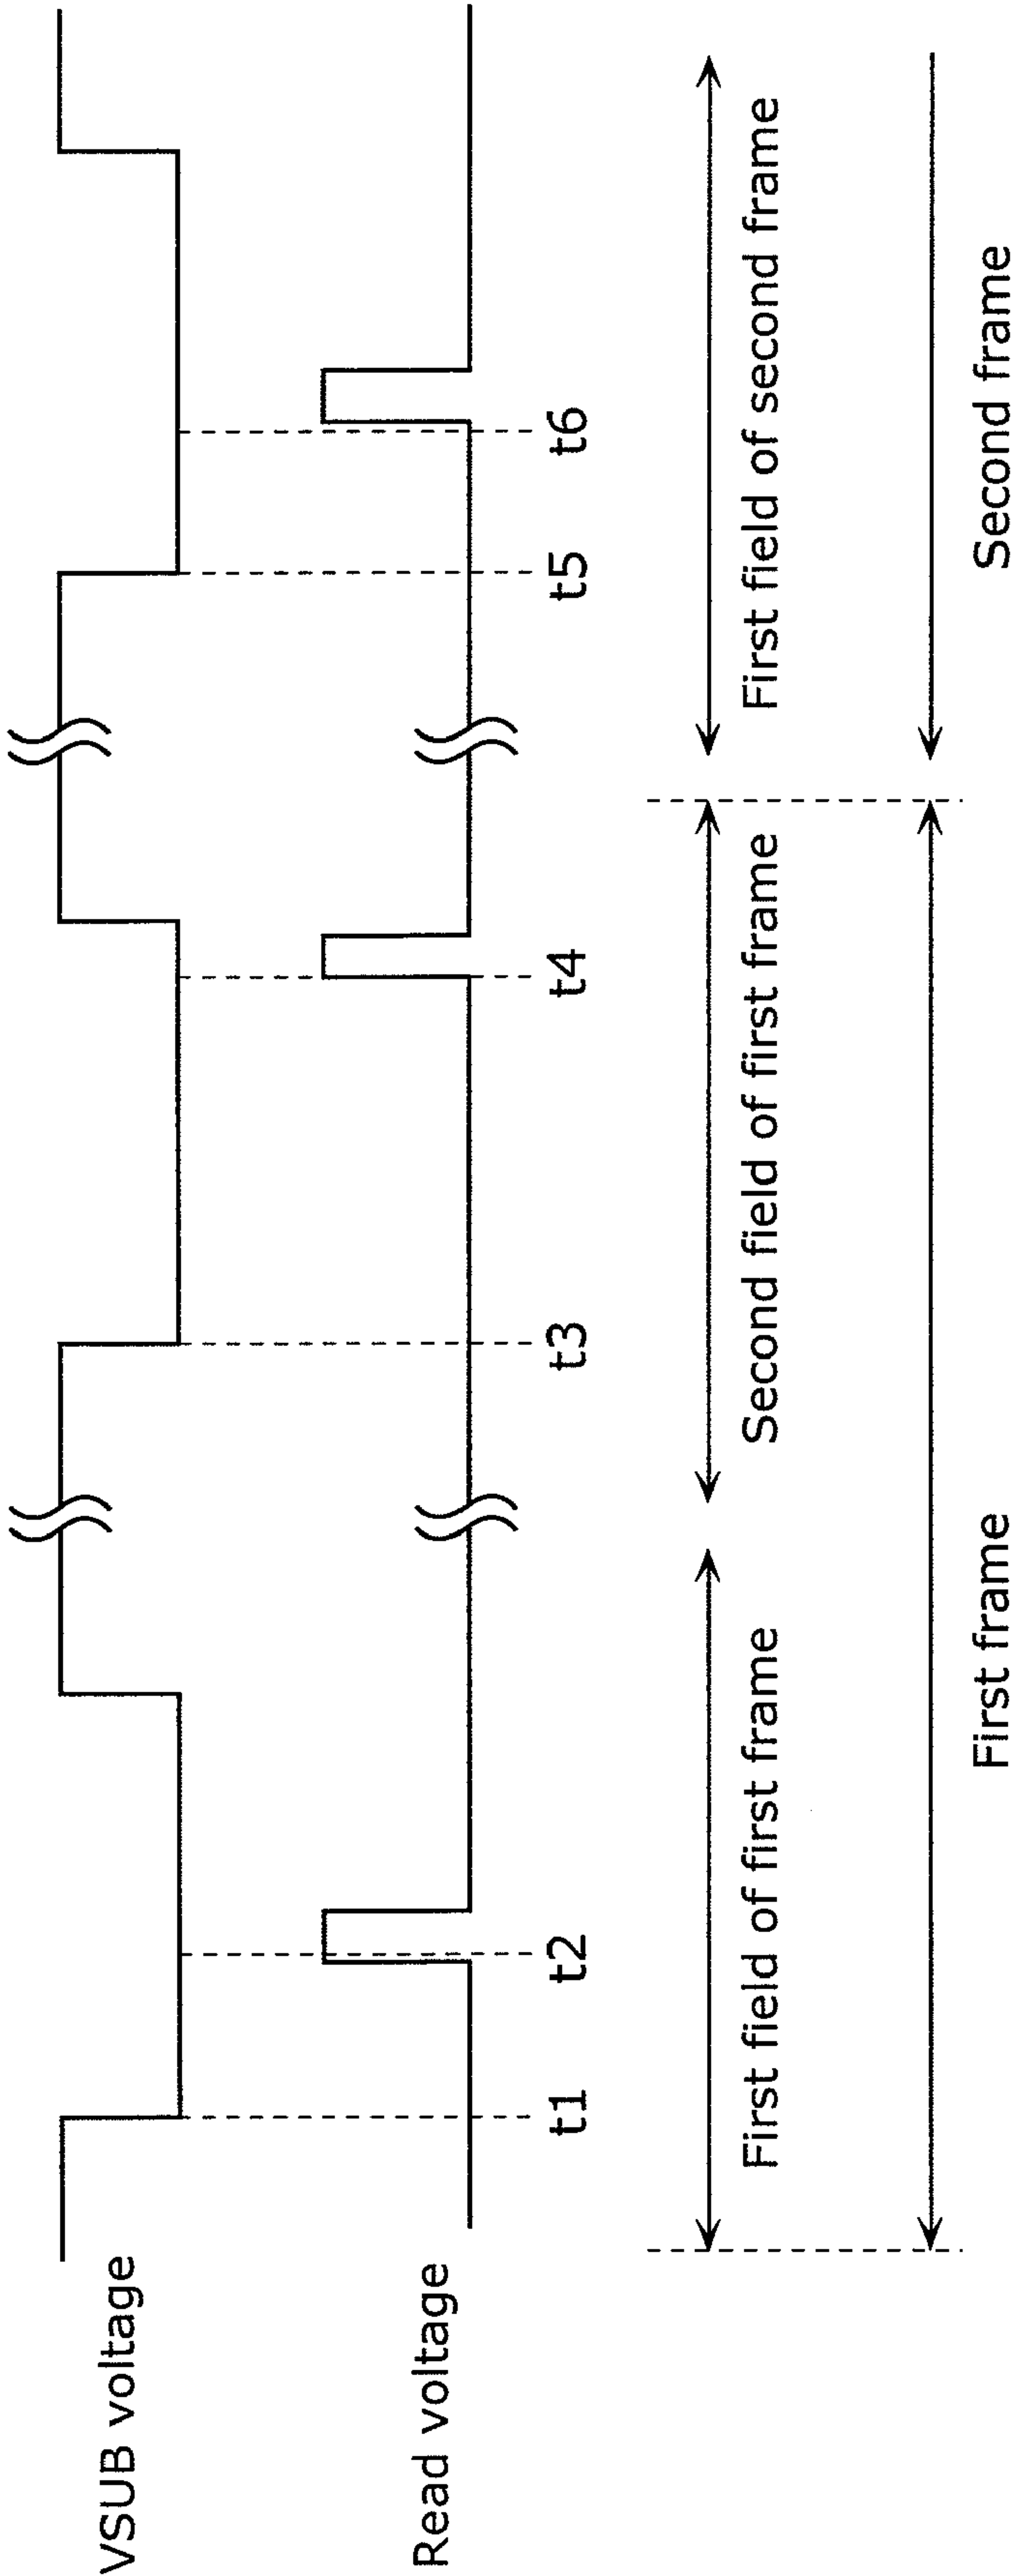 VSUB voltage
Read voltage
t1 t2 t3 t4 t5 t6
First field of first frame Second field of first frame First field of second frame
First frame Second frame